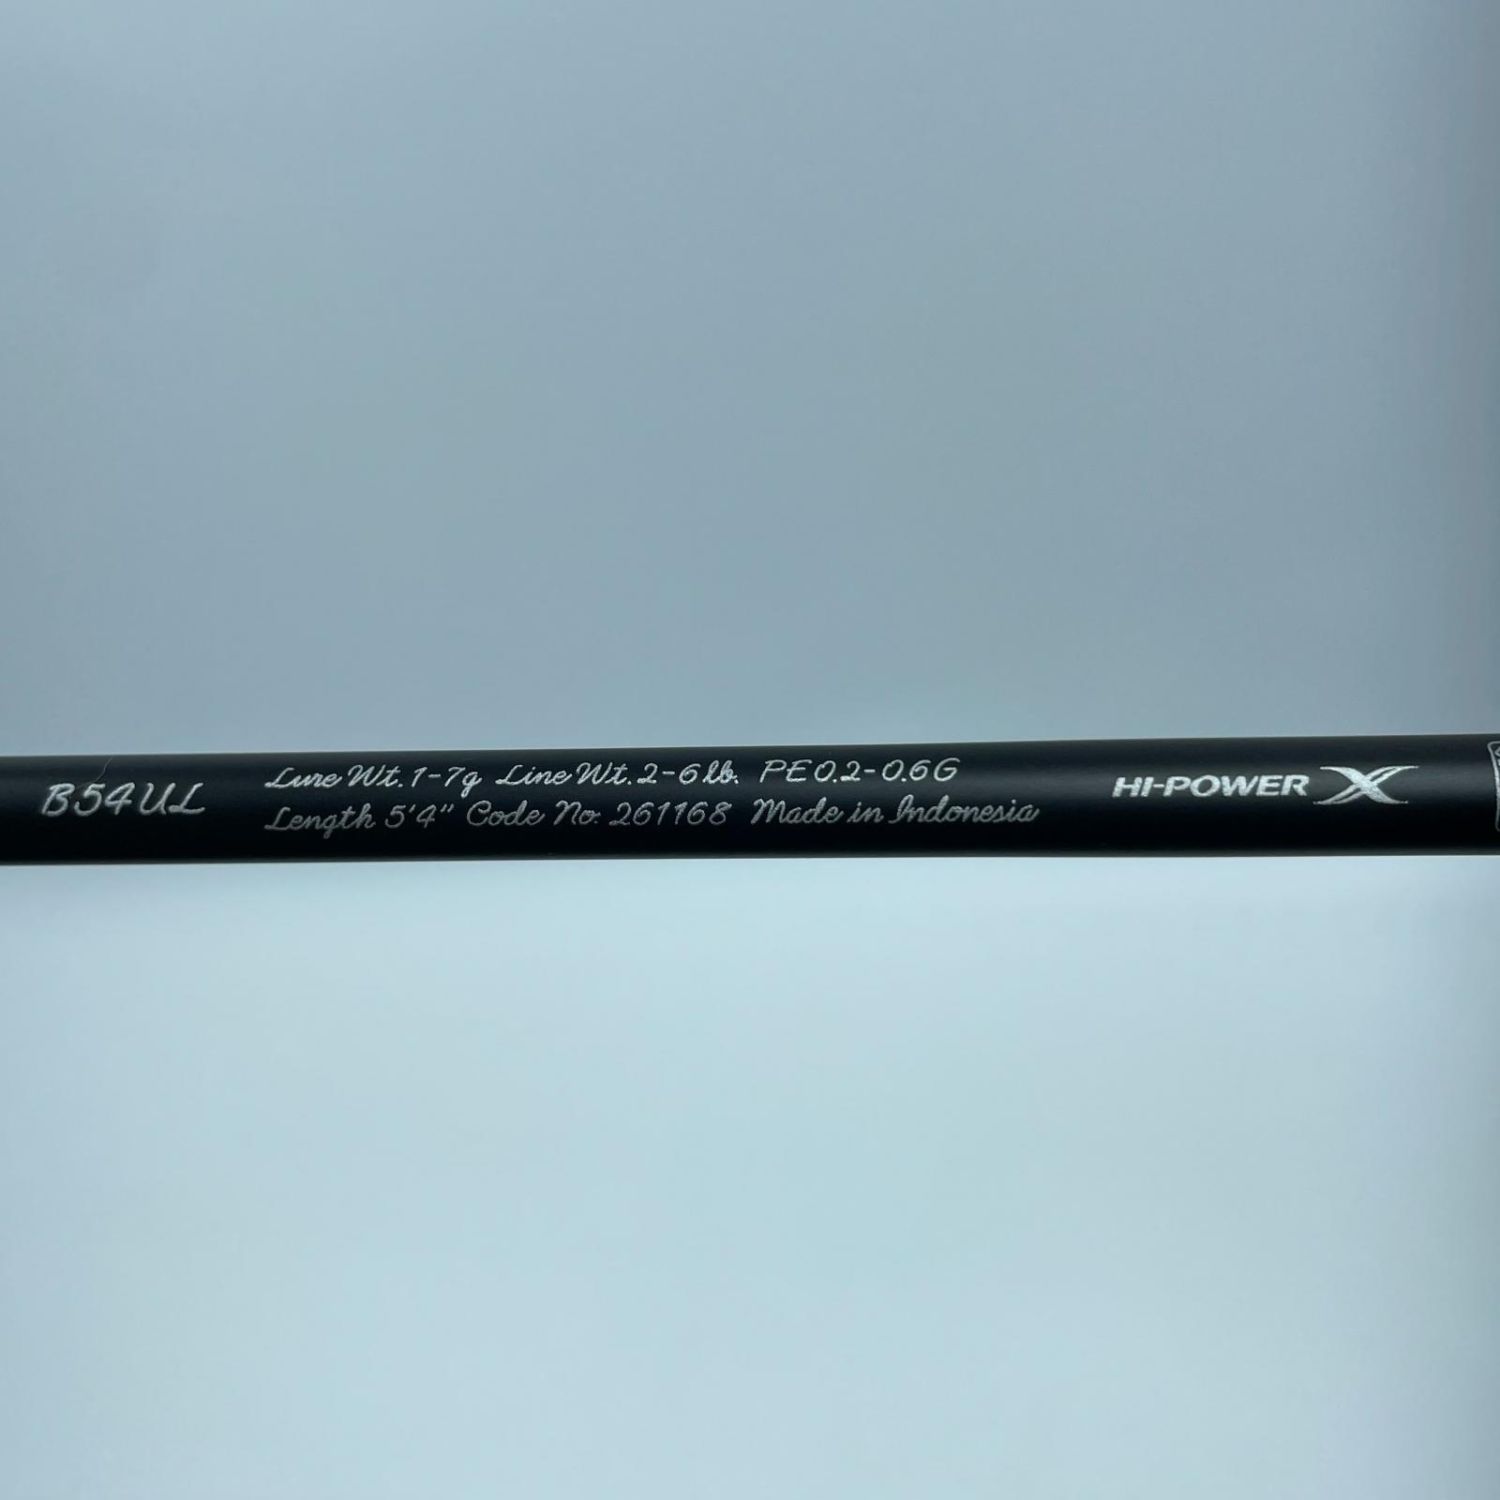 B54UL
Lure Wt. 1-7g Line Wt. 2-6lb. PE0.2-0.6G
Length 5'4" Code No. 261168 Made in Indonesia
HI-POWER X